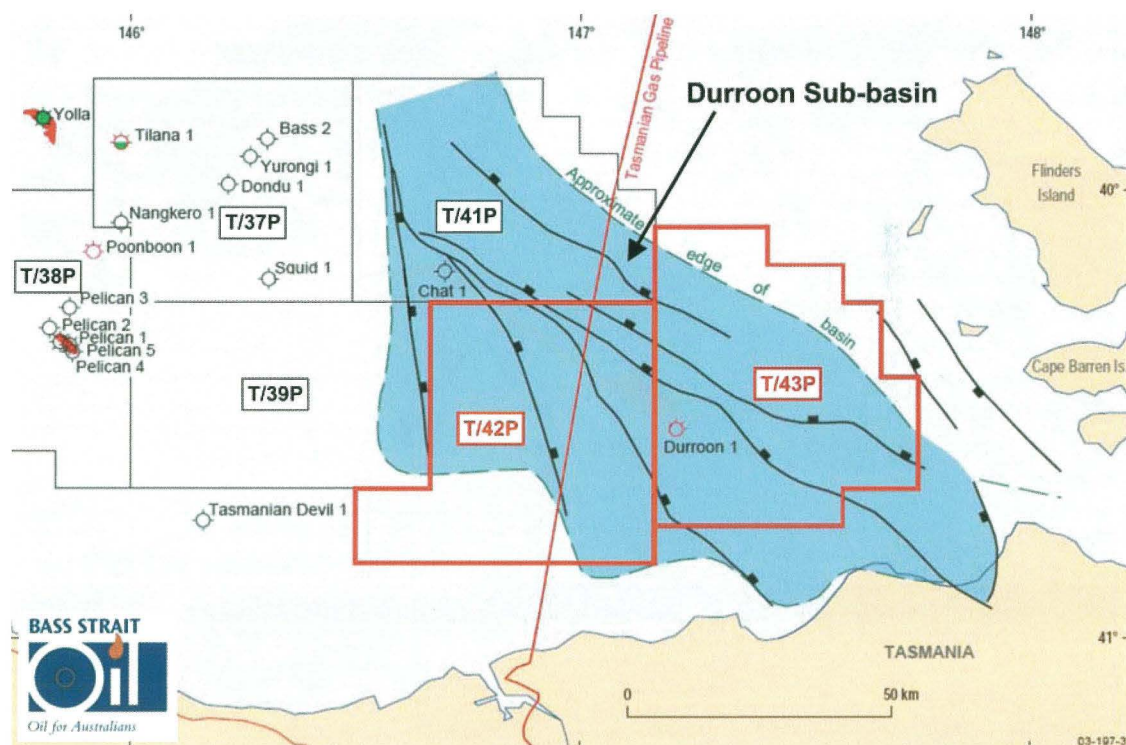 146°
147°
148°
Yolla
Tilana 1
Bass 2
Yurongi 1
Dondu 1
Durroon Sub-basin
Tasmanian Gas Pipeline
Flinders
Island
40°
Nangkero 1
T/37P
T/41P
Approximate
edge of
basin
Poonboon 1
T/38P
Squid 1
Chat 1
Pelican 3
Pelican 2
Pelican 1
Pelican 5
Pelican 4
T/39P
T/42P
T/43P
Durroon 1
Cape Barren Is.
Tasmanian Devil 1
BASS STRAIT
Oil
Oil for Australians
41°
TASMANIA
0
50 km
03-197-3